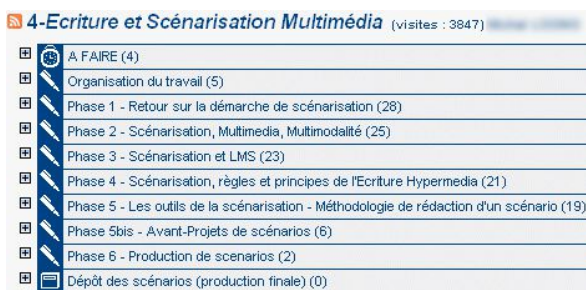 4-Ecriture et Scénarisation Multimédia (visites : 3847)
A FAIRE (4)
Organisation du travail (5)
Phase 1 - Retour sur la démarche de scénarisation (28)
Phase 2 - Scénarisation, Multimedia, Multimodalité (25)
Phase 3 - Scénarisation et LMS (23)
Phase 4 - Scénarisation, règles et principes de l'Ecriture Hypermedia (21)
Phase 5 - Les outils de la scénarisation - Méthodologie de rédaction d'un scénario (19)
Phase 5bis - Avant-Projets de scénarios (6)
Phase 6 - Production de scenarios (2)
Dépôt des scénarios (production finale) (0)